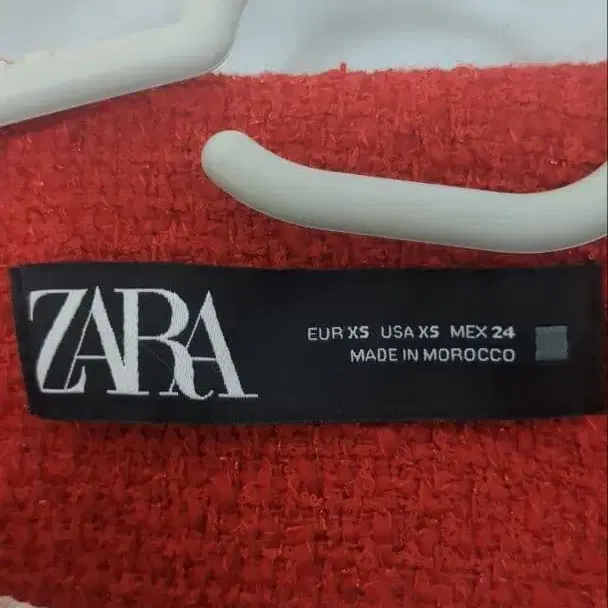 ZARA
EUR XS USA XS MEX 24
MADE IN MOROCCO